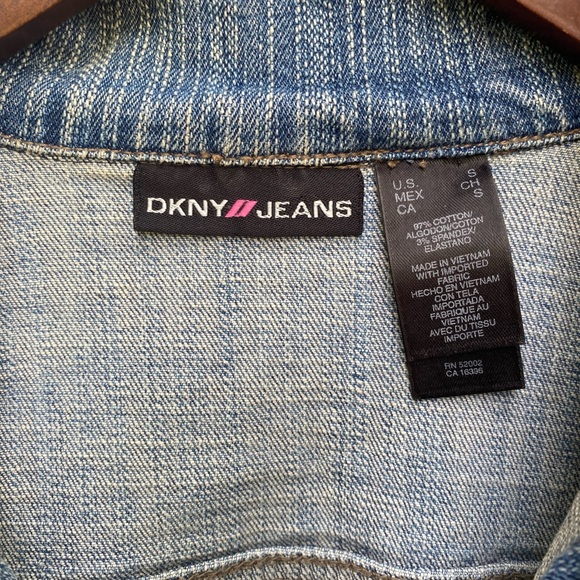 DKNY//JEANS
U.S. S
MEX CH
CA S
97% COTTON/
ALGODON/COTON
3% SPANDEX/
ELASTANO
MADE IN VIETNAM
WITH IMPORTED
FABRIC
HECHO EN VIETNAM
CON TELA
IMPORTADA
FABRIQUE AU
VIETNAM
AVEC DU TISSU
IMPORTE
RN 52002
CA 16396